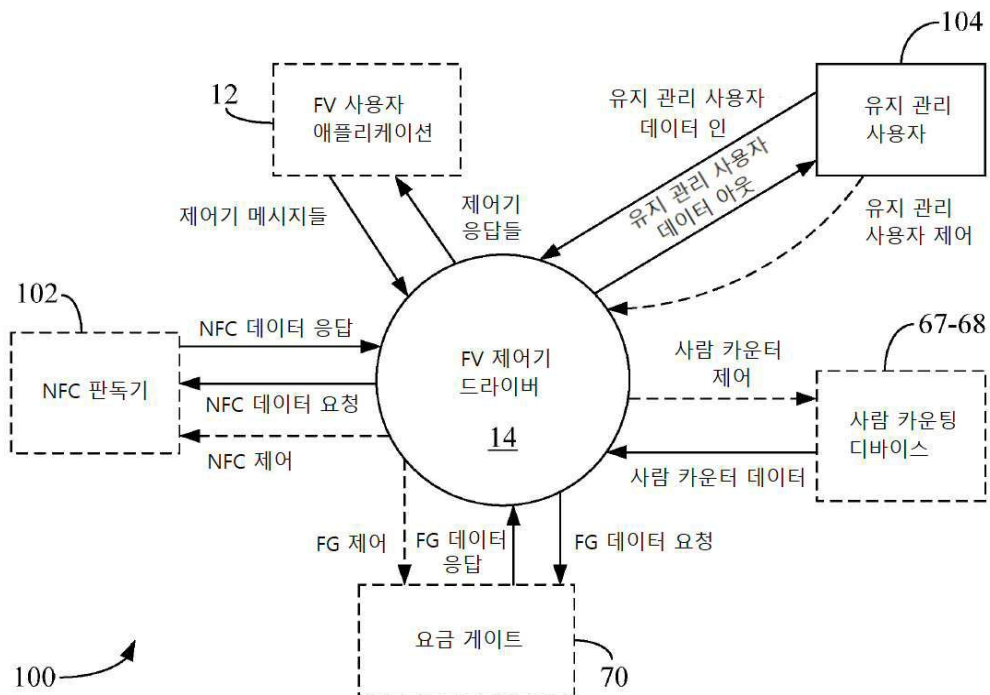 104
12
FV 사용자
애플리케이션
유지 관리 사용자
데이터 인
유지 관리
사용자
유지 관리 사용자
데이터 아웃
제어기 메시지들
제어기
응답들
유지 관리
사용자 제어
102
NFC 데이터 응답
67-68
NFC 판독기
FV 제어기
드라이버
14
사람 카운터
제어
NFC 데이터 요청
사람 카운팅
디바이스
NFC 제어
사람 카운터 데이터
FG 제어
FG 데이터
응답
FG 데이터 요청
요금 게이트
100
70